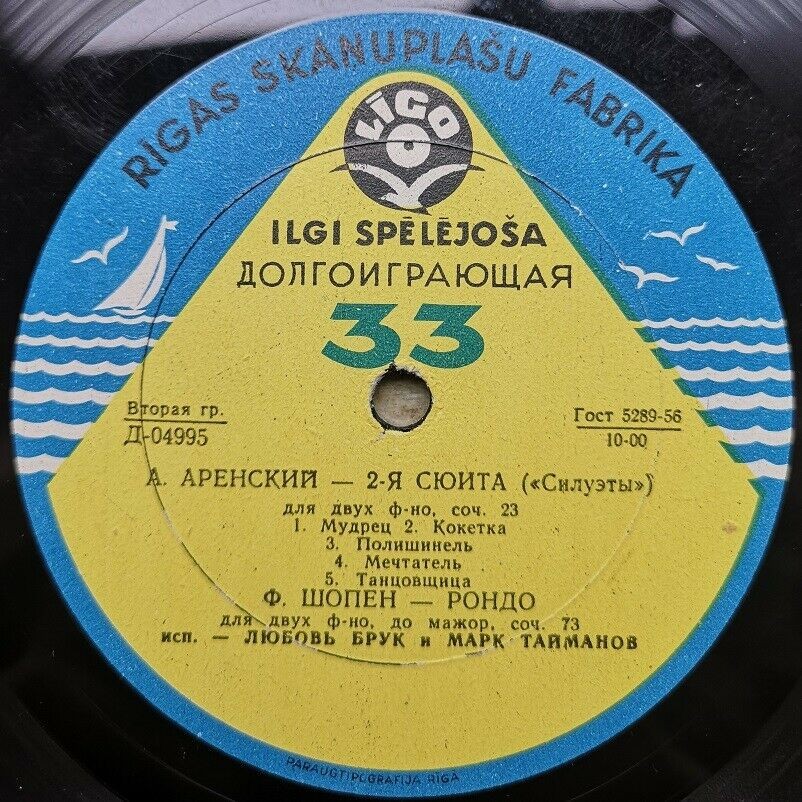 RIGAS SKAŅUPLAŠU FABRIKA
LĪGO
ILGI SPĒLĒJOŠA
ДОЛГОИГРАЮЩАЯ
33
Вторая гр.
Д-04995
Гост 5289-56
10-00
А. АРЕНСКИЙ — 2-Я СЮИТА («Силуэты»)
для двух ф-но, соч. 23
1. Мудрец 2. Кокетка
3. Полишинель
4. Мечтатель
5. Танцовщица
Ф. ШОПЕН — РОНДО
для двух ф-но, до мажор, соч. 73
исп. — ЛЮБОВЬ БРУК и МАРК ТАЙМАНОВ
PARAUGTIPOGRAFIJA RĪGĀ